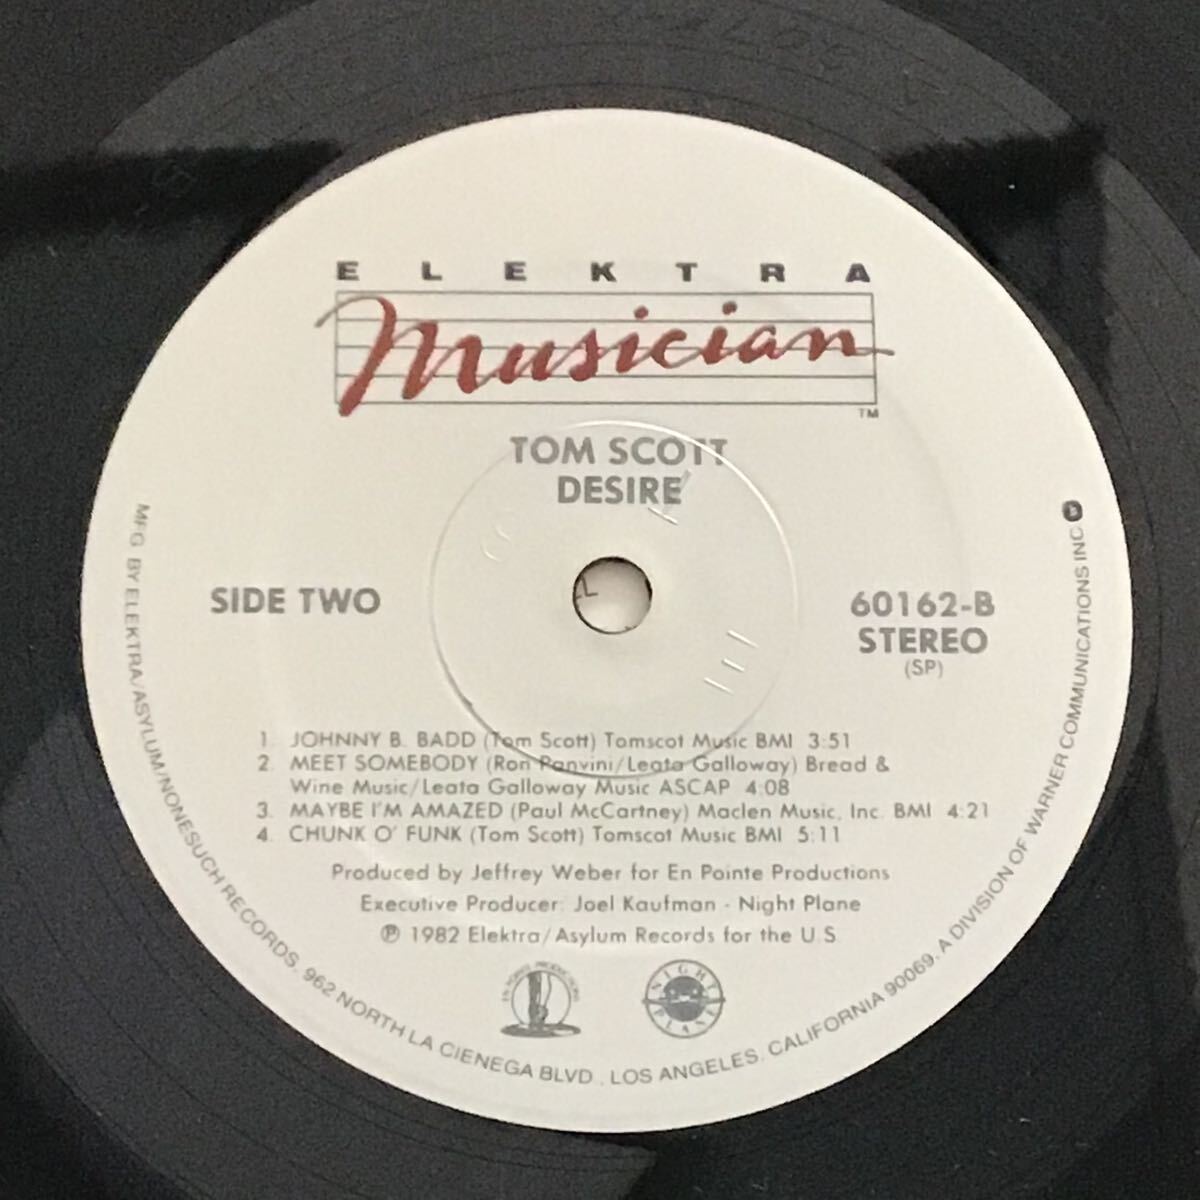 ELEKTRA
Musician
TM
TOM SCOTT
DESIRE
SIDE TWO
60162-B
STEREO
(SP)
1. JOHNNY B. BADD (Tom Scott) Tomscot Music BMI 3:51
2. MEET SOMEBODY (Ron Panvini/Leata Galloway) Bread &
Wine Music/Leata Galloway Music ASCAP 4:08
3. MAYBE I'M AMAZED (Paul McCartney) Maclen Music, Inc. BMI 4:21
4. CHUNK O' FUNK (Tom Scott) Tomscot Music BMI 5:11
Produced by Jeffrey Weber for En Pointe Productions
Executive Producer: Joel Kaufman - Night Plane
℗ 1982 Elektra/Asylum Records for the U.S.
EN POINTE PRODUCTIONS
NIGHT
PLANE
MFG. BY ELEKTRA/ASYLUM/NONESUCH RECORDS, 962 NORTH LA CIENEGA BLVD., LOS ANGELES, CALIFORNIA 90069. A DIVISION OF WARNER COMMUNICATIONS INC.